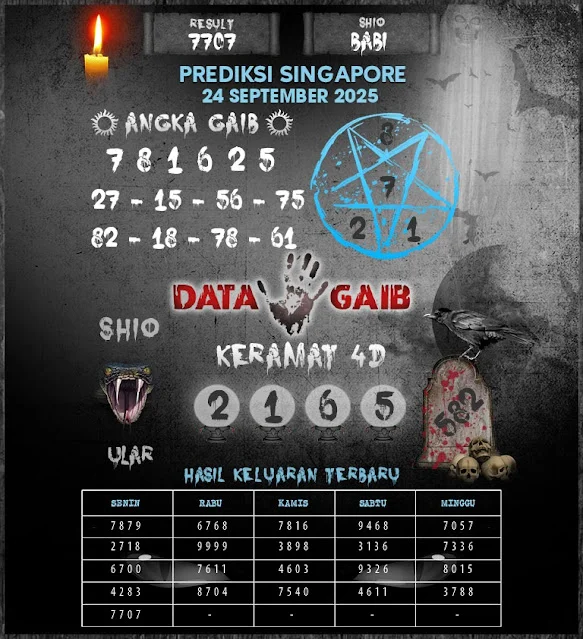 RESULT
7707
SHIO
BABI
PREDIKSI SINGAPORE
24 SEPTEMBER 2025
ANGKA GAIB
7 8 1 6 2 5
27 - 15 - 56 - 75
82 - 18 - 78 - 61
8
7
2 1
DATA GAIB
SHIO
KERAMAT 4D
2 1 6 5
582
ULAR
HASIL KELUARAN TERBARU
SENIN RABU KAMIS SABTU MINGGU
7879 6768 7816 9468 7057
2718 9999 3898 3136 7336
6700 7611 4603 9326 8015
4283 8704 7540 4611 3788
7707 - - - -